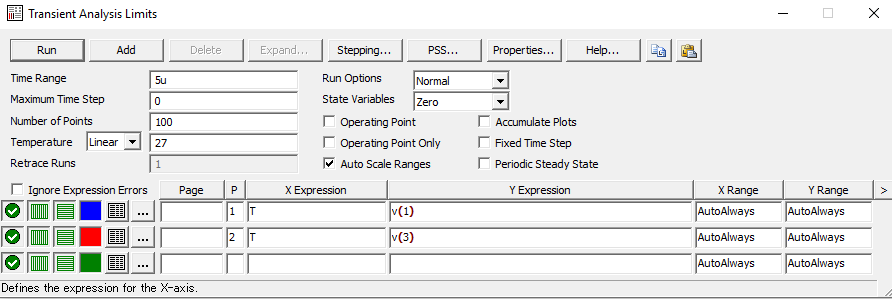 Transient Analysis Limits
Run Add Delete Expand... Stepping... PSS... Properties... Help...
Time Range 5u Run Options Normal
Maximum Time Step 0 State Variables Zero
Number of Points 100 Operating Point Accumulate Plots
Temperature Linear 27 Operating Point Only Fixed Time Step
Retrace Runs 1 Auto Scale Ranges Periodic Steady State
Ignore Expression Errors Page P X Expression Y Expression X Range Y Range >
... 1 T v(1) AutoAlways AutoAlways
... 2 T v(3) AutoAlways AutoAlways
... AutoAlways AutoAlways
Defines the expression for the X-axis.